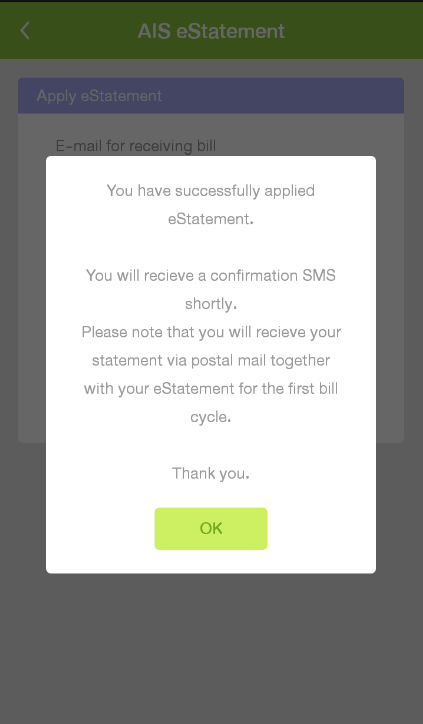 AIS eStatement
Apply eStatement
E-mail for receiving bill
You have successfully applied
eStatement.
You will recieve a confirmation SMS
shortly.
Please note that you will recieve your
statement via postal mail together
with your eStatement for the first bill
cycle.
Thank you.
OK